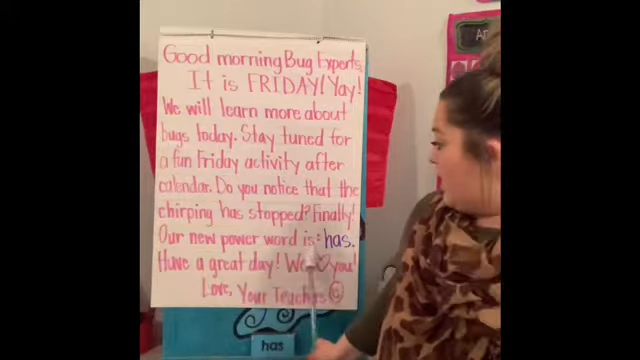 Good morning Bug Experts,
It is FRIDAY! Yay!
We will learn more about
bugs today. Stay tuned for
a fun Friday activity after
calendar. Do you notice that the
chirping has stopped? Finally!
Our new power word is: has.
Have a great day! We ♡ you!
Love, Your Teachers
has